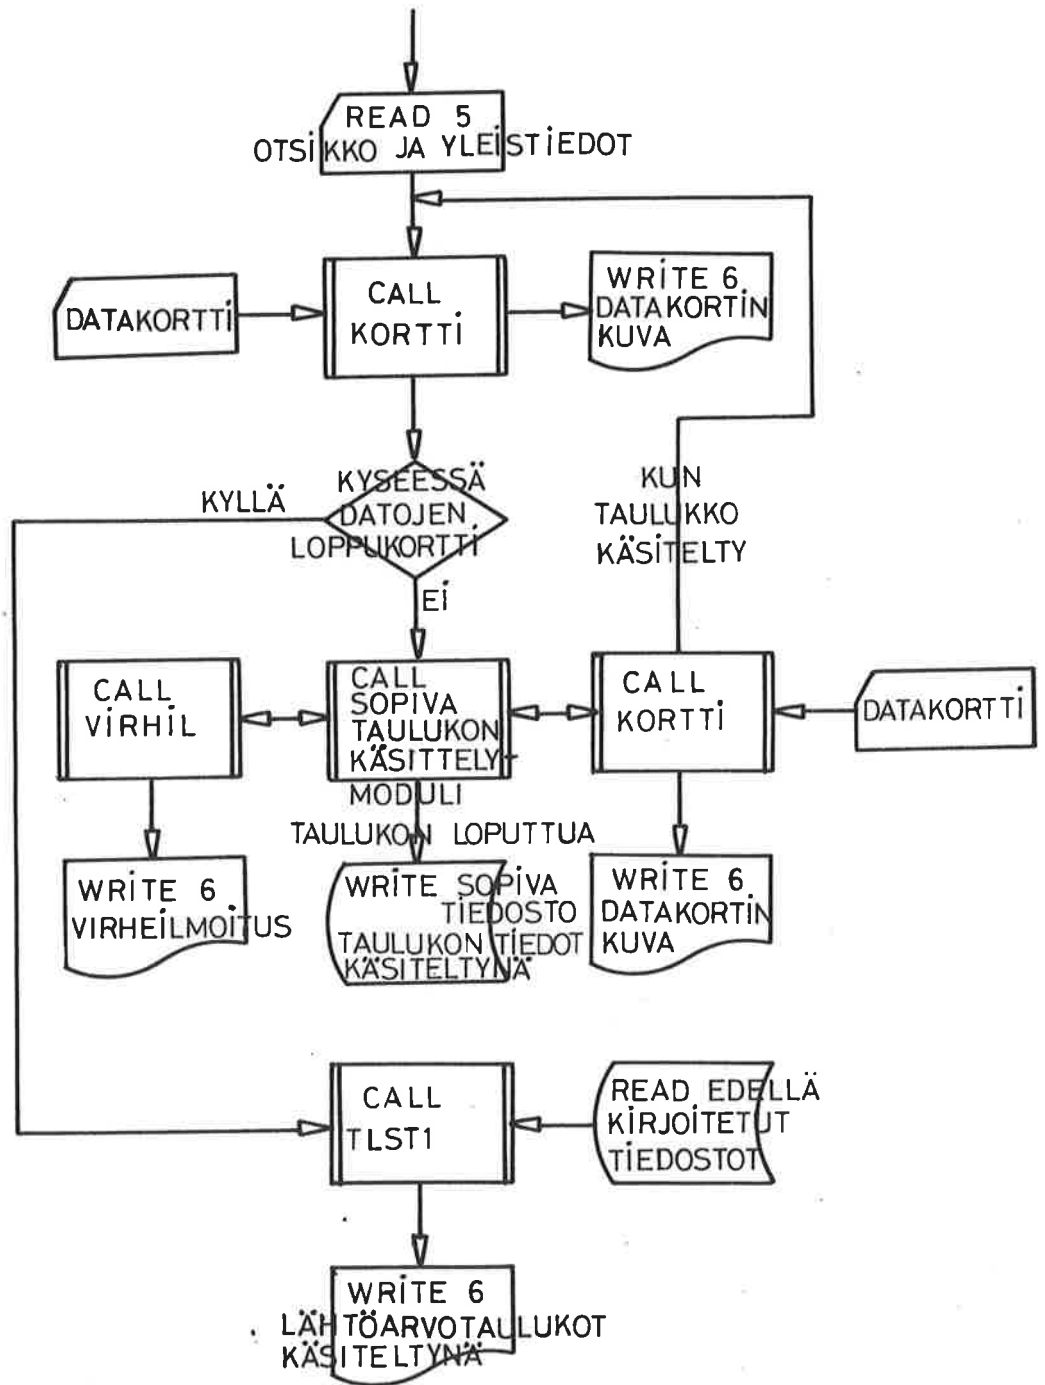 READ 5
OTSIKKO JA YLEISTIEDOT
DATAKORTTI
CALL
KORTTI
WRITE 6
DATAKORTIN
KUVA
KYSEESSÄ
DATOJEN
LOPPUKORTTI
KYLLÄ
EI
KUN
TAULUKKO
KÄSITELTY
CALL
VIRHIL
CALL
SOPIVA
TAULUKON
KÄSITTELY-
MODULI
CALL
KORTTI
DATAKORTTI
TAULUKON LOPUTTUA
WRITE 6
VIRHEILMOITUS
WRITE SOPIVA
TIEDOSTO
TAULUKON TIEDOT
KÄSITELTYNÄ
WRITE 6
DATAKORTIN
KUVA
CALL
TLST1
READ EDELLÄ
KIRJOITETUT
TIEDOSTOT
WRITE 6
LÄHTÖARVOTAULUKOT
KÄSITELTYNÄ